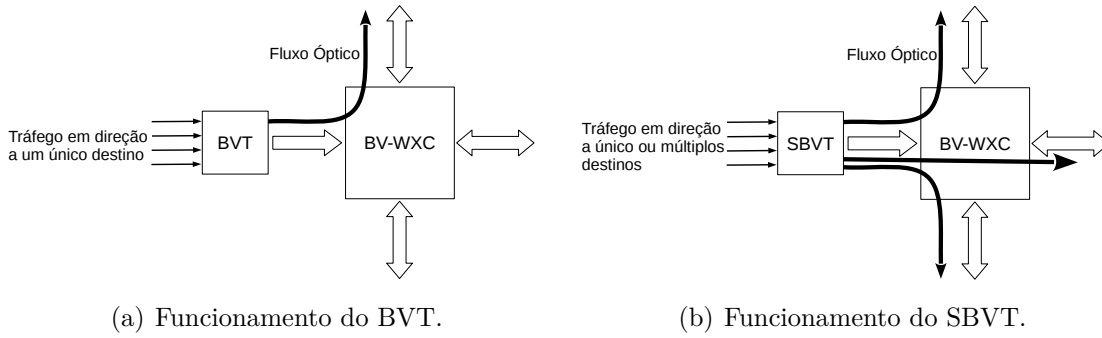 Fluxo Óptico
Tráfego em direção
a um único destino
BVT
BV-WXC
(a) Funcionamento do BVT.
Fluxo Óptico
Tráfego em direção
a único ou múltiplos
destinos
SBVT
BV-WXC
(b) Funcionamento do SBVT.